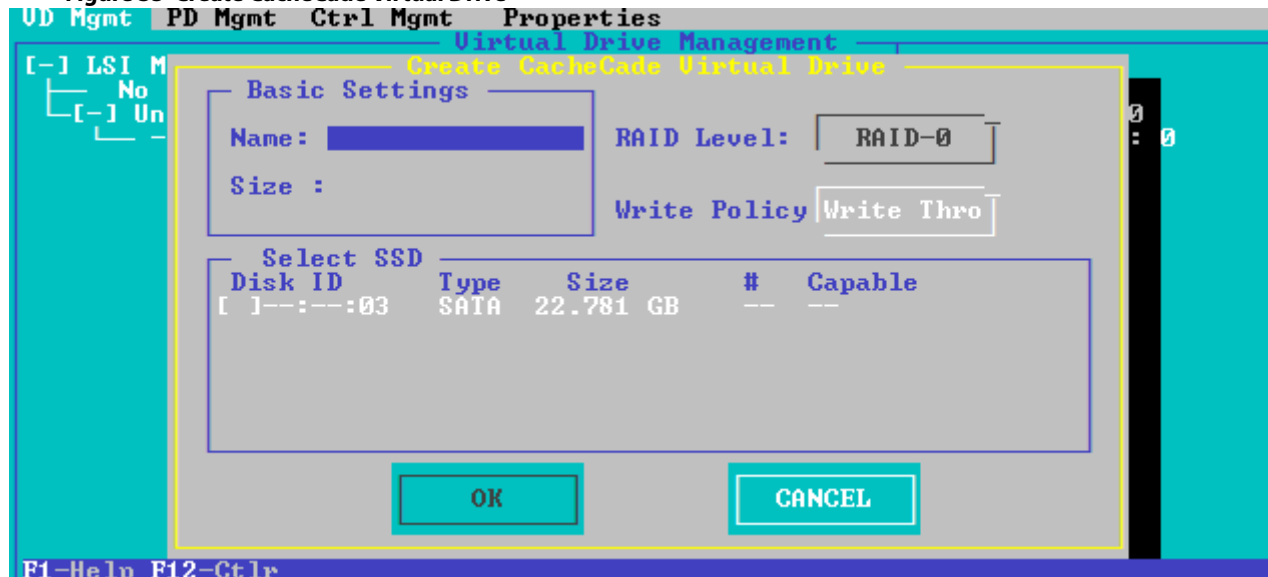 VD Mgmt PD Mgmt Ctrl Mgmt Properties
Virtual Drive Management
[-] LSI M
Create CacheCade Virtual Drive
No
Basic Settings
[-] Un
0
Name:
RAID Level: RAID-0
: 0
Size :
Write Policy Write Thro
Select SSD
Disk ID Type Size # Capable
[ ]--:--:03 SATA 22.781 GB -- --
OK CANCEL
F1-Help F12-Ctlr